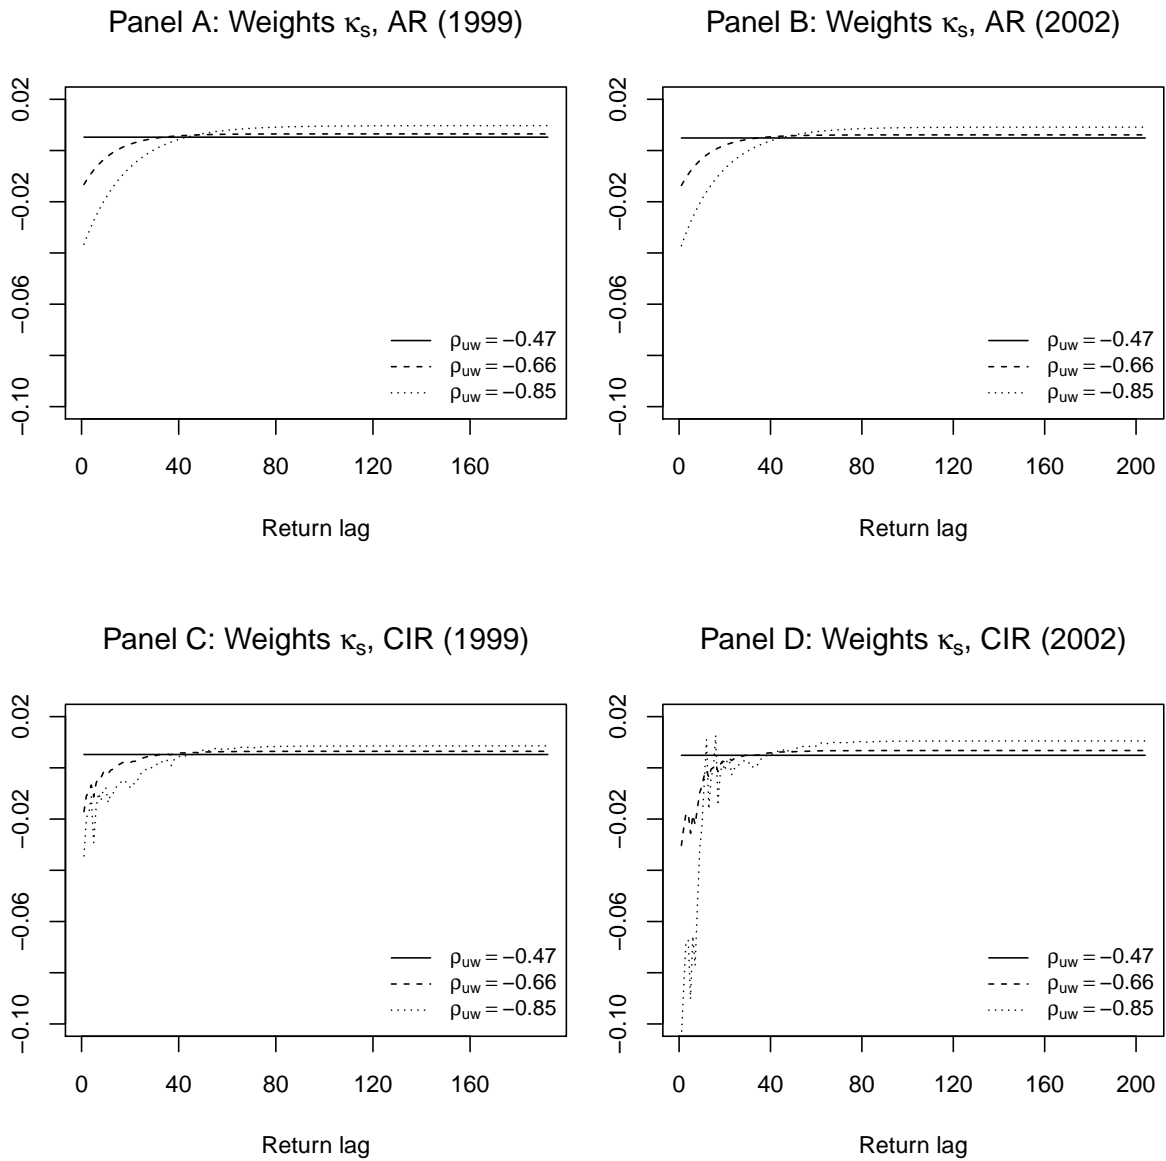 Panel A: Weights κs, AR (1999)
0.02
−0.02
−0.06
−0.10
ρuw = −0.47
ρuw = −0.66
ρuw = −0.85
0 40 80 120 160
Return lag
Panel B: Weights κs, AR (2002)
0.02
−0.02
−0.06
−0.10
ρuw = −0.47
ρuw = −0.66
ρuw = −0.85
0 40 80 120 160 200
Return lag
Panel C: Weights κs, CIR (1999)
0.02
−0.02
−0.06
−0.10
ρuw = −0.47
ρuw = −0.66
ρuw = −0.85
0 40 80 120 160
Return lag
Panel D: Weights κs, CIR (2002)
0.02
−0.02
−0.06
−0.10
ρuw = −0.47
ρuw = −0.66
ρuw = −0.85
0 40 80 120 160 200
Return lag